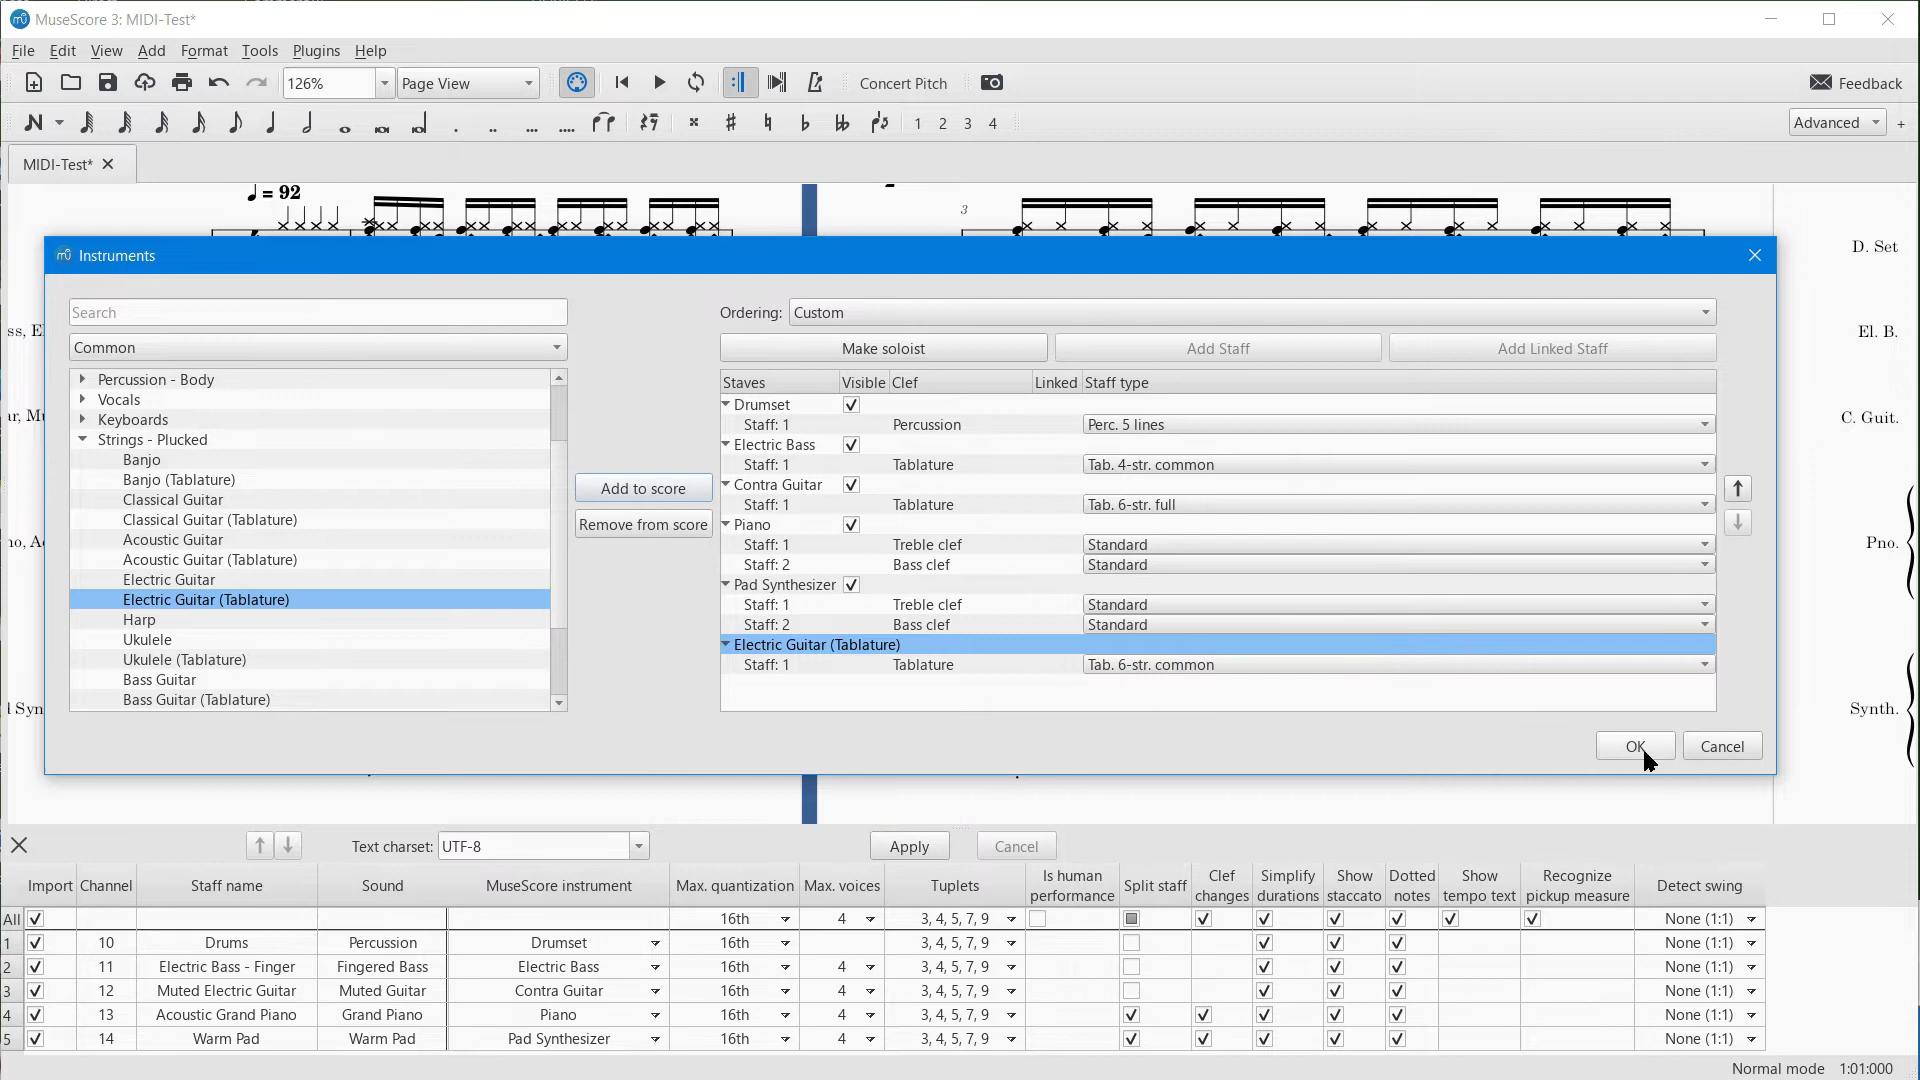 MuseScore 3: MIDI-Test*
File Edit View Add Format Tools Plugins Help
126% Page View Concert Pitch Feedback
1 2 3 4 Advanced +
MIDI-Test*
= 92
3
D. Set
El. B.
C. Guit.
Pno.
Synth.
Instruments
Search
Common
Percussion - Body
Vocals
Keyboards
Strings - Plucked
Banjo
Banjo (Tablature)
Classical Guitar
Classical Guitar (Tablature)
Acoustic Guitar
Acoustic Guitar (Tablature)
Electric Guitar
Electric Guitar (Tablature)
Harp
Ukulele
Ukulele (Tablature)
Bass Guitar
Bass Guitar (Tablature)
Add to score
Remove from score
Ordering: Custom
Make soloist Add Staff Add Linked Staff
Staves Visible Clef Linked Staff type
Drumset
Staff: 1 Percussion Perc. 5 lines
Electric Bass
Staff: 1 Tablature Tab. 4-str. common
Contra Guitar
Staff: 1 Tablature Tab. 6-str. full
Piano
Staff: 1 Treble clef Standard
Staff: 2 Bass clef Standard
Pad Synthesizer
Staff: 1 Treble clef Standard
Staff: 2 Bass clef Standard
Electric Guitar (Tablature)
Staff: 1 Tablature Tab. 6-str. common
OK Cancel
Text charset: UTF-8 Apply Cancel
Import Channel Staff name Sound MuseScore instrument Max. quantization Max. voices Tuplets Is human performance Split staff Clef changes Simplify durations Show staccato Dotted notes Show tempo text Recognize pickup measure Detect swing
All 16th 4 3, 4, 5, 7, 9 None (1:1)
1 10 Drums Percussion Drumset 16th 3, 4, 5, 7, 9 None (1:1)
2 11 Electric Bass - Finger Fingered Bass Electric Bass 16th 4 3, 4, 5, 7, 9 None (1:1)
3 12 Muted Electric Guitar Muted Guitar Contra Guitar 16th 4 3, 4, 5, 7, 9 None (1:1)
4 13 Acoustic Grand Piano Grand Piano Piano 16th 4 3, 4, 5, 7, 9 None (1:1)
5 14 Warm Pad Warm Pad Pad Synthesizer 16th 4 3, 4, 5, 7, 9 None (1:1)
Normal mode 1:01:000